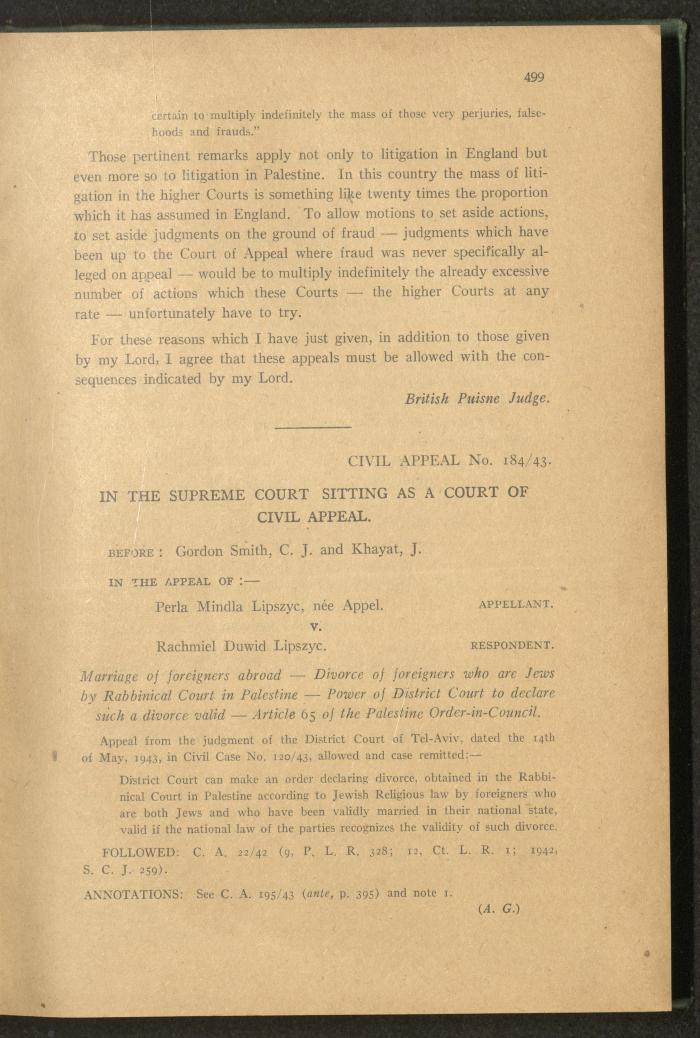 499
certain to multiply indefinitely the mass of those very perjuries, false-
hoods and frauds."
Those pertinent remarks apply not only to litigation in England but
even more so to litigation in Palestine. In this country the mass of liti-
gation in the higher Courts is something like twenty times the proportion
which it has assumed in England. To allow motions to set aside actions,
to set aside judgments on the ground of fraud — judgments which have
been up to the Court of Appeal where fraud was never specifically al-
leged on appeal — would be to multiply indefinitely the already excessive
number of actions which these Courts — the higher Courts at any
rate — unfortunately have to try.
For these reasons which I have just given, in addition to those given
by my Lord, I agree that these appeals must be allowed with the con-
sequences indicated by my Lord.
British Puisne Judge.
CIVIL APPEAL No. 184/43.
IN THE SUPREME COURT SITTING AS A COURT OF
CIVIL APPEAL.
BEFORE : Gordon Smith, C. J. and Khayat, J.
IN THE APPEAL OF :—
Perla Mindla Lipszyc, née Appel. APPELLANT.
v.
Rachmiel Duwid Lipszyc. RESPONDENT.
Marriage of foreigners abroad — Divorce of foreigners who are Jews
by Rabbinical Court in Palestine — Power of District Court to declare
such a divorce valid — Article 65 of the Palestine Order-in-Council.
Appeal from the judgment of the District Court of Tel-Aviv, dated the 14th
of May, 1943, in Civil Case No. 120/43, allowed and case remitted:—
District Court can make an order declaring divorce, obtained in the Rabbi-
nical Court in Palestine according to Jewish Religious law by foreigners who
are both Jews and who have been validly married in their national state,
valid if the national law of the parties recognizes the validity of such divorce.
FOLLOWED: C. A. 22/42 (9, P. L. R. 328; 12, Ct. L. R. 1; 1942,
S. C. J. 259).
ANNOTATIONS: See C. A. 195/43 (ante, p. 395) and note 1.
(A. G.)